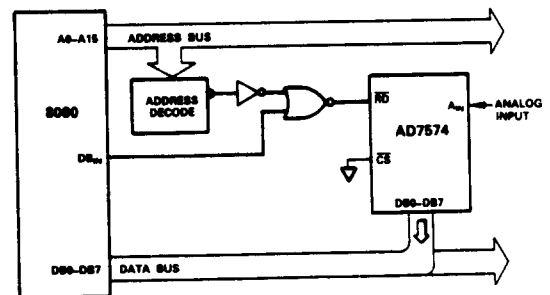 A0–A15
ADDRESS BUS
8080
ADDRESS
DECODE
RD
AIN
ANALOG
INPUT
AD7574
DBIN
CS
DB0–DB7
DB0–DB7
DATA BUS